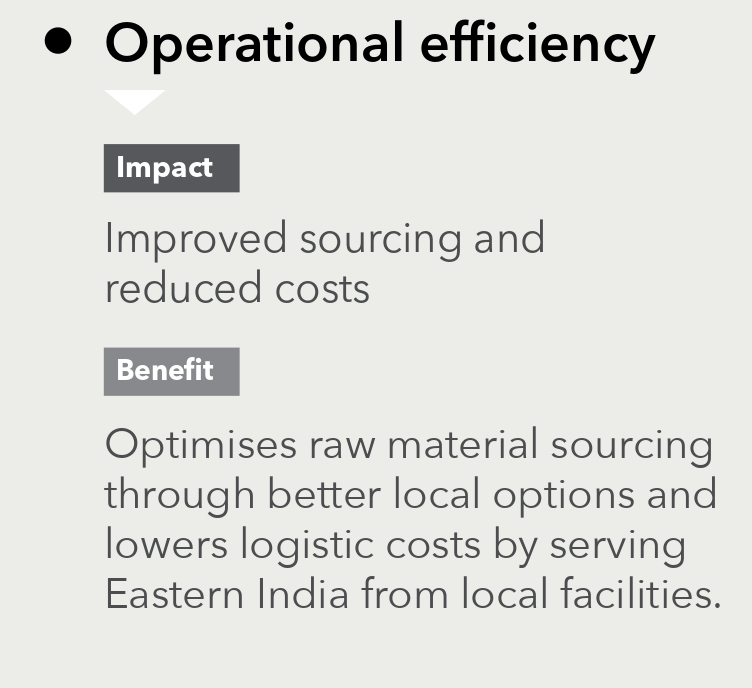 ● Operational efficiency
Impact
Improved sourcing and
reduced costs
Benefit
Optimises raw material sourcing
through better local options and
lowers logistic costs by serving
Eastern India from local facilities.